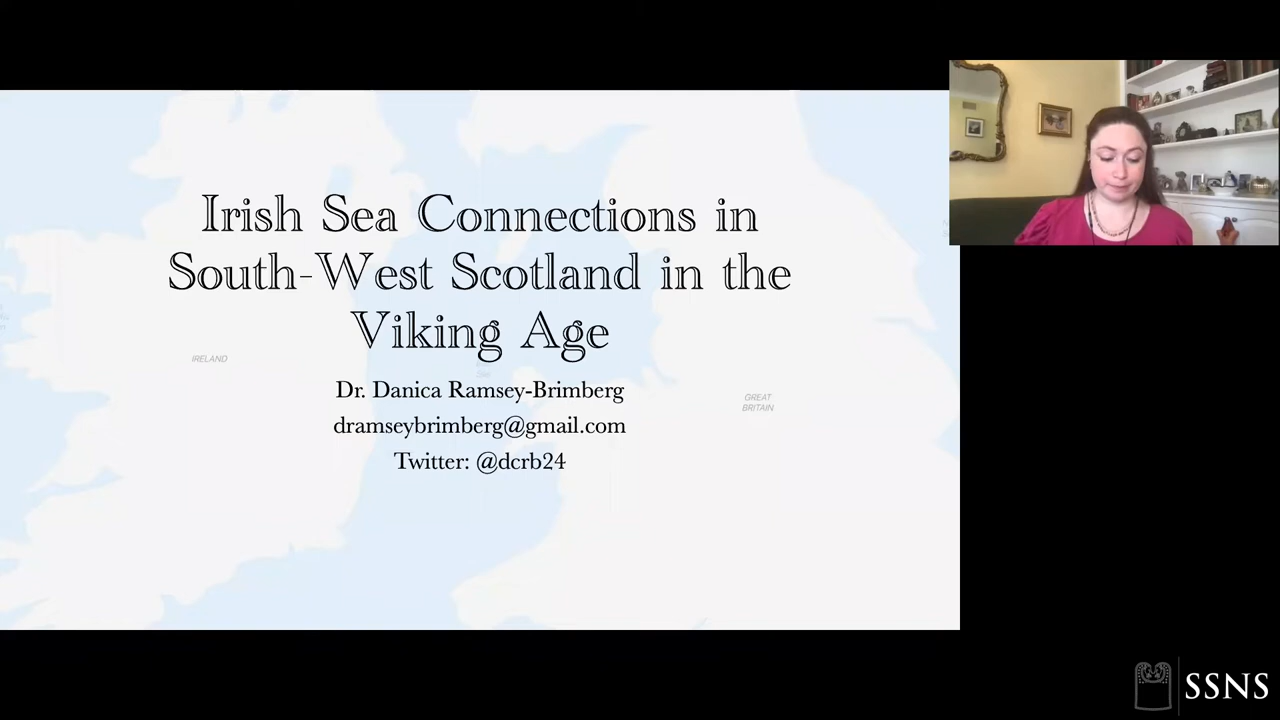 Irish Sea Connections in
South-West Scotland in the
Viking Age
IRELAND
Dr. Danica Ramsey-Brimberg
dramseybrimberg@gmail.com
GREAT
BRITAIN
Twitter: @dcrb24
SSNS